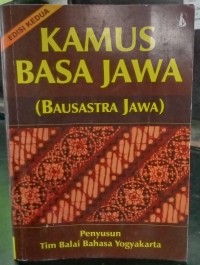 EDISI KEDUA
KAMUS
BASA JAWA
(BAUSASTRA JAWA)
Penyusun
Tim Balai Bahasa Yogyakarta